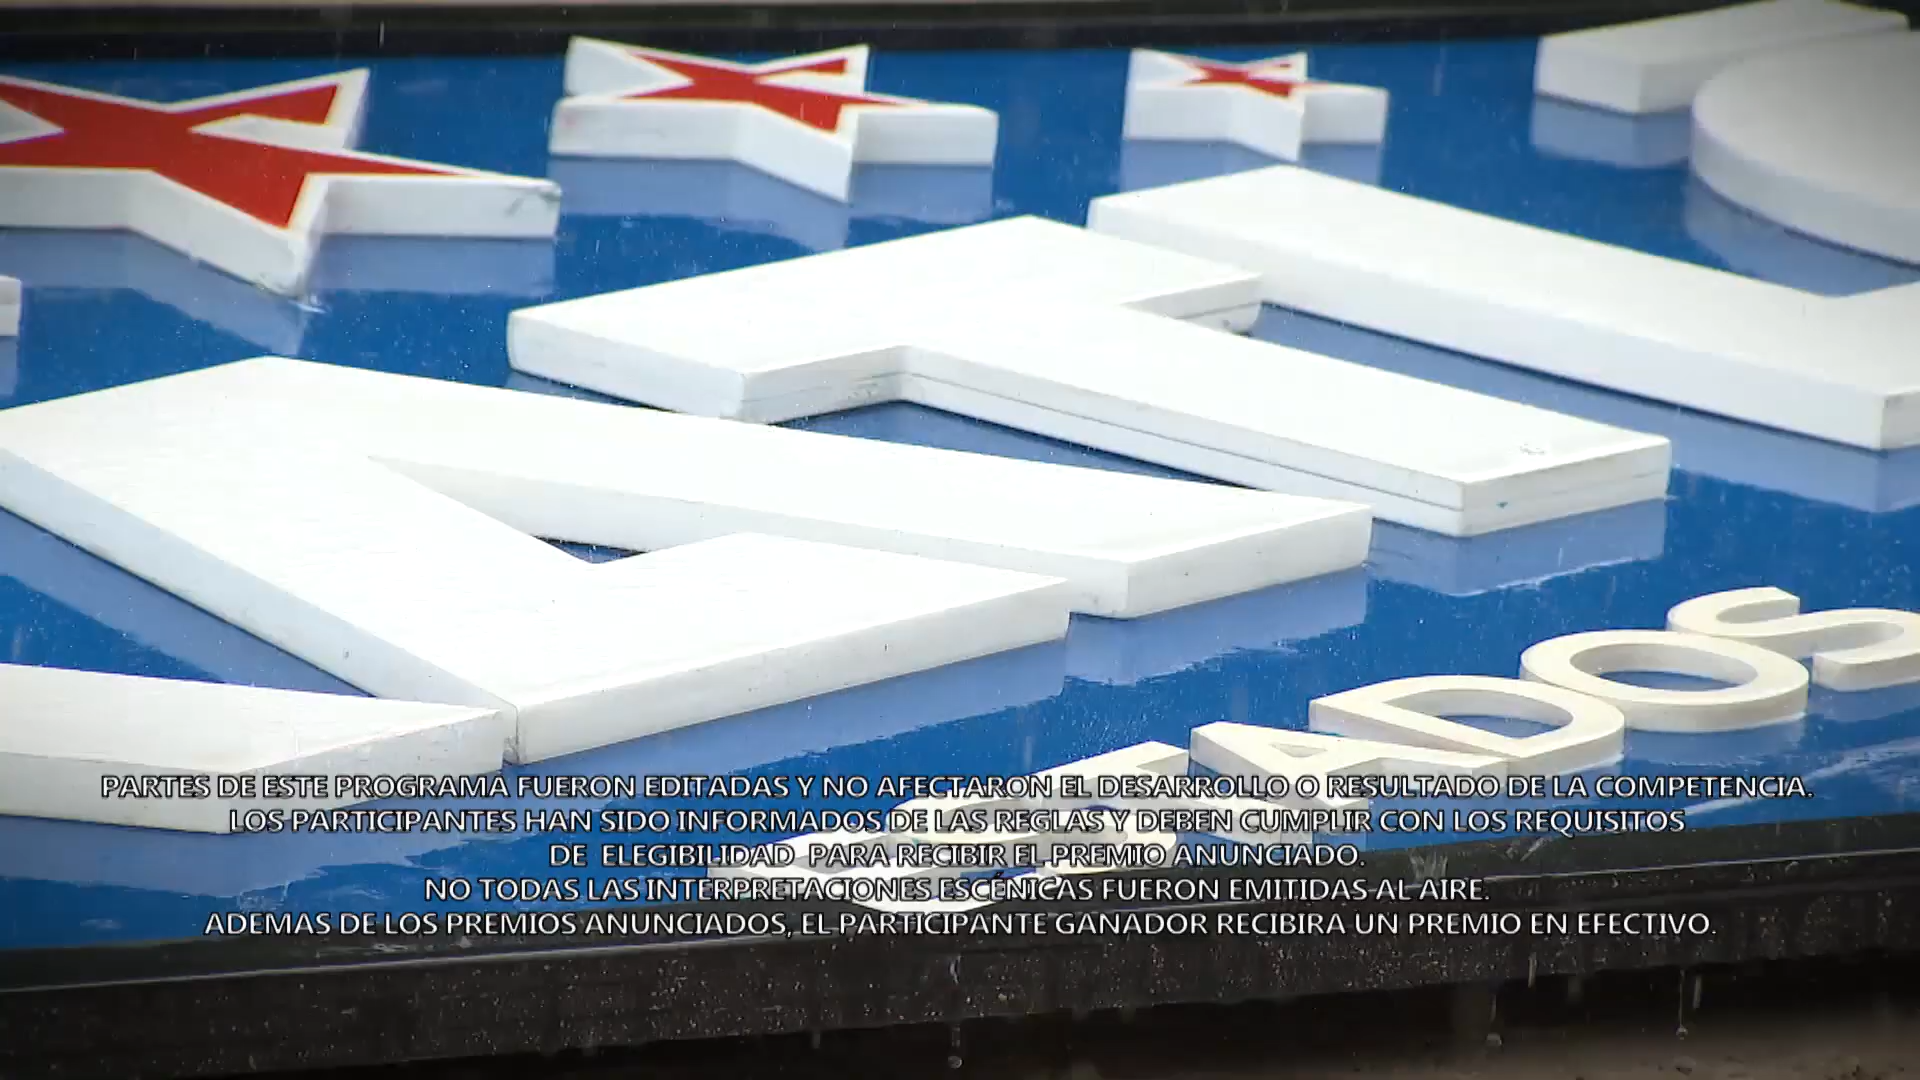 PARTES DE ESTE PROGRAMA FUERON EDITADAS Y NO AFECTARON EL DESARROLLO O RESULTADO DE LA COMPETENCIA.
LOS PARTICIPANTES HAN SIDO INFORMADOS DE LAS REGLAS Y DEBEN CUMPLIR CON LOS REQUISITOS
DE ELEGIBILIDAD PARA RECIBIR EL PREMIO ANUNCIADO.
NO TODAS LAS INTERPRETACIONES ESCÉNICAS FUERON EMITIDAS AL AIRE.
ADEMAS DE LOS PREMIOS ANUNCIADOS, EL PARTICIPANTE GANADOR RECIBIRA UN PREMIO EN EFECTIVO.